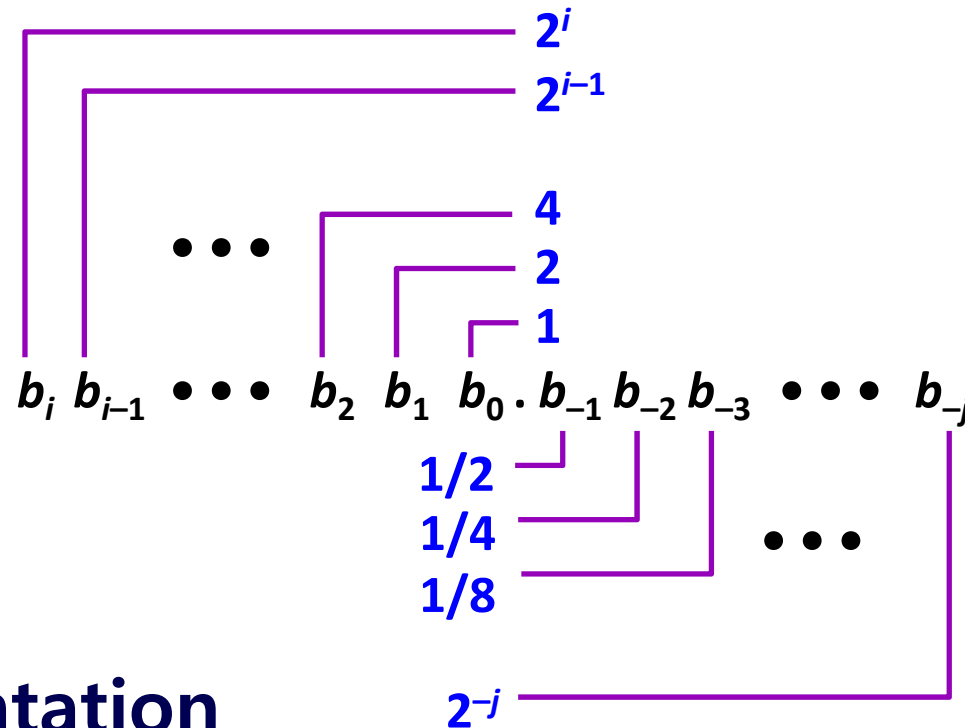 2^i
2^{i–1}
4
2
1
b_i b_{i–1} • • • b_2 b_1 b_0 . b_{–1} b_{–2} b_{–3} • • • b_{–j}
1/2
1/4
1/8
2^{–j}